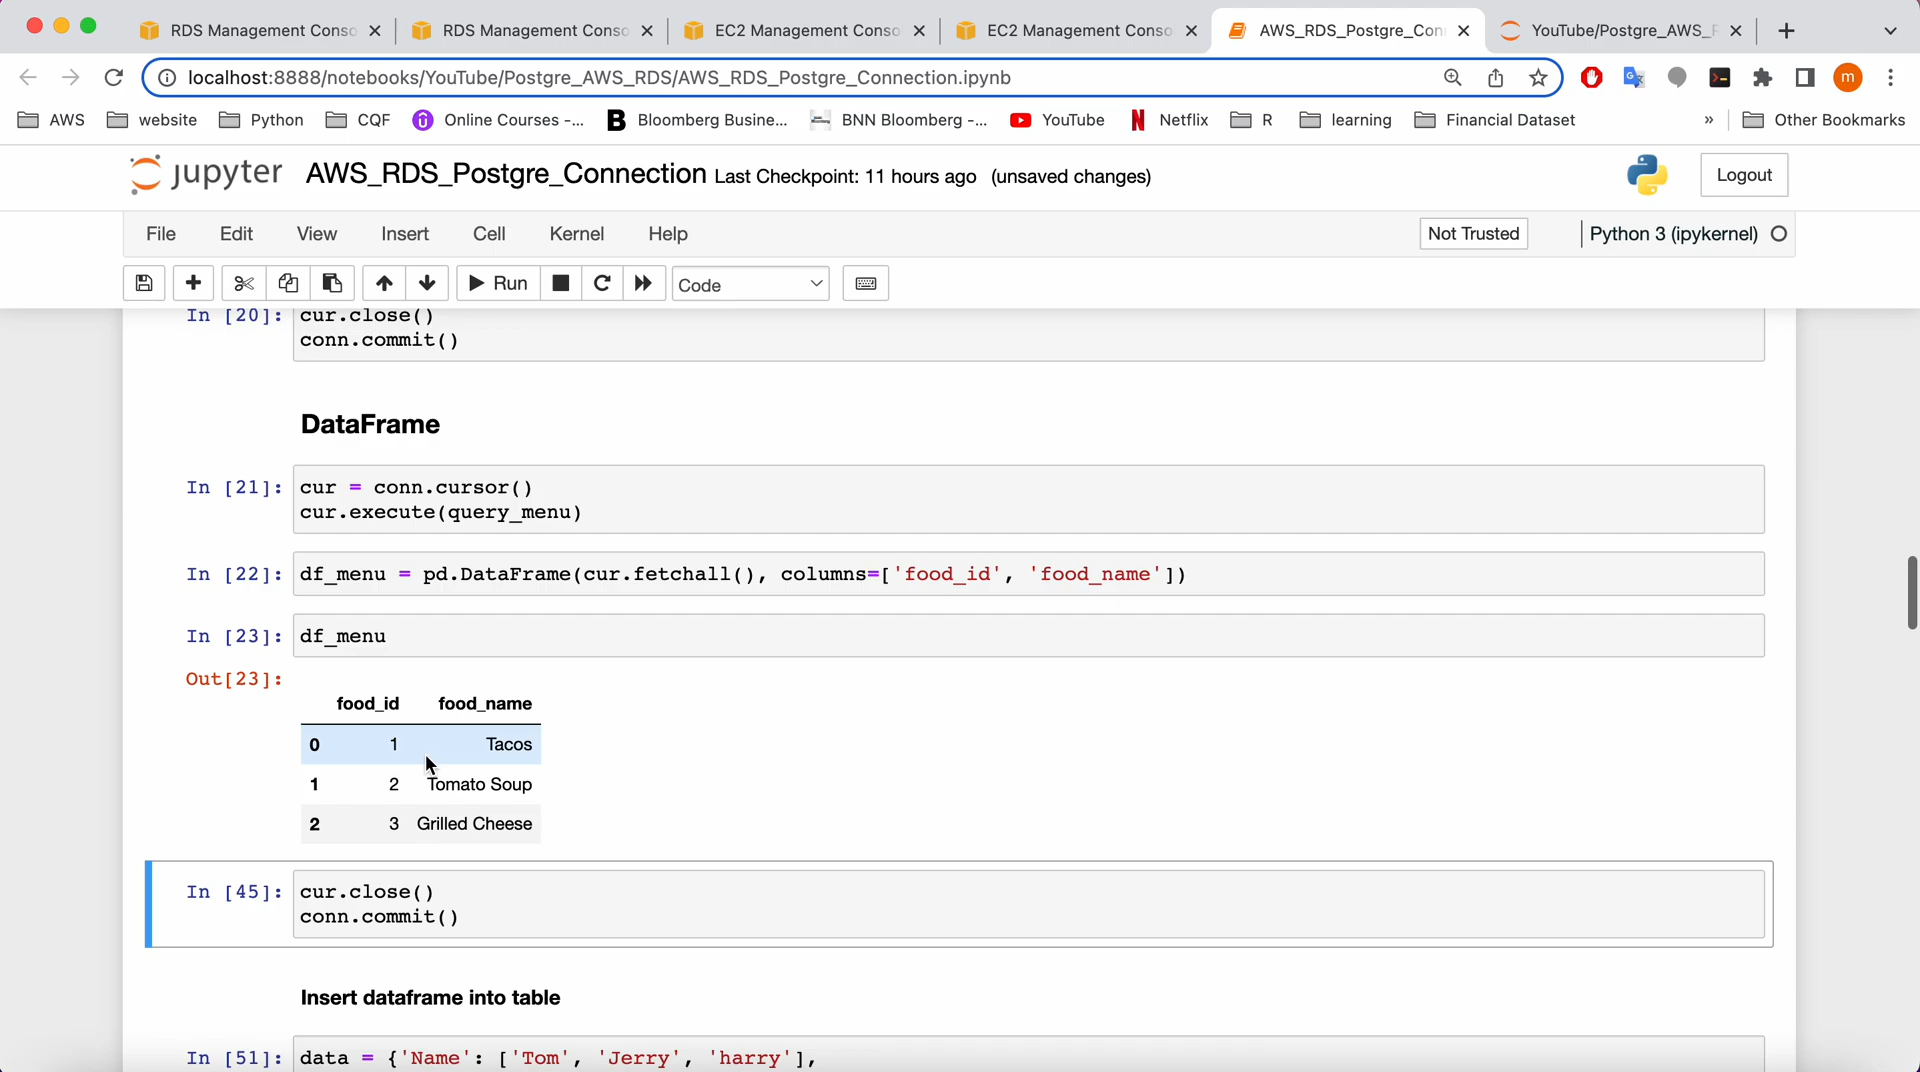 RDS Management Conso
RDS Management Conso
EC2 Management Conso
EC2 Management Conso
AWS_RDS_Postgre_Con
YouTube/Postgre_AWS_R
localhost:8888/notebooks/YouTube/Postgre_AWS_RDS/AWS_RDS_Postgre_Connection.ipynb
m
AWS
website
Python
CQF
Online Courses -...
Bloomberg Busine...
BNN Bloomberg -...
YouTube
Netflix
R
learning
Financial Dataset
»
Other Bookmarks
jupyter AWS_RDS_Postgre_Connection Last Checkpoint: 11 hours ago (unsaved changes)
Logout
File Edit View Insert Cell Kernel Help
Not Trusted
Python 3 (ipykernel)
Run
Code
In [20]: cur.close()
conn.commit()
DataFrame
In [21]: cur = conn.cursor()
cur.execute(query_menu)
In [22]: df_menu = pd.DataFrame(cur.fetchall(), columns=['food_id', 'food_name'])
In [23]: df_menu
Out[23]:
food_id food_name
0 1 Tacos
1 2 Tomato Soup
2 3 Grilled Cheese
In [45]: cur.close()
conn.commit()
Insert dataframe into table
In [51]: data = {'Name': ['Tom', 'Jerry', 'harry'],